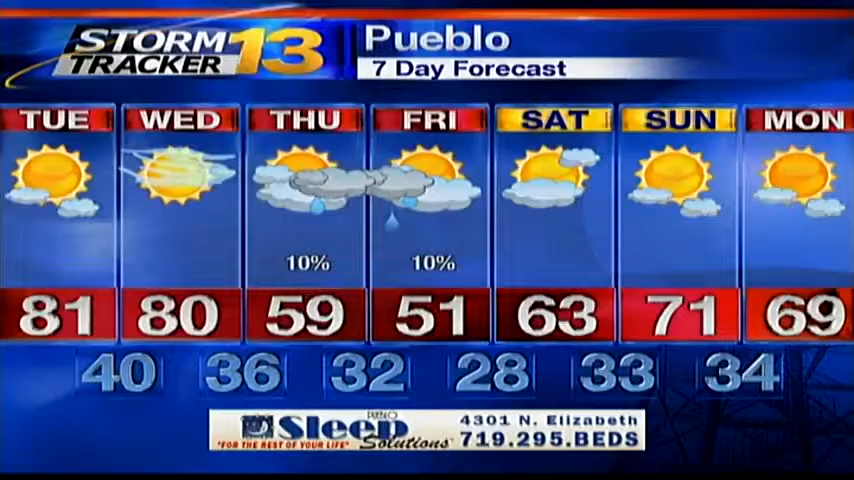 STORM
TRACKER
13
Pueblo
7 Day Forecast
TUE WED THU FRI SAT SUN MON
10% 10%
81 80 59 51 63 71 69
40 36 32 28 33 34
PUEBLO
Sleep
Solutions
"FOR THE REST OF YOUR LIFE"
4301 N. Elizabeth
719.295.BEDS